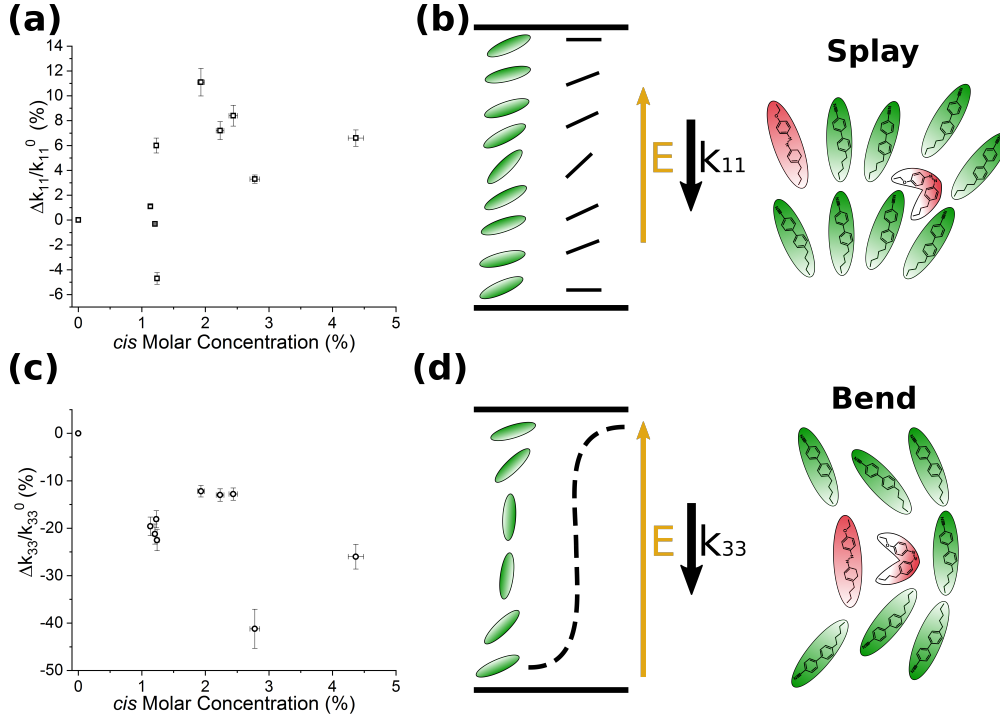 (a)
14
12
10
8
6
4
2
0
-2
-4
-6
Δk₁₁/k₁₁⁰ (%)
0 1 2 3 4 5
cis Molar Concentration (%)
(b)
E
k₁₁
Splay
(c)
0
-10
-20
-30
-40
-50
Δk₃₃/k₃₃⁰ (%)
0 1 2 3 4 5
cis Molar Concentration (%)
(d)
E
k₃₃
Bend